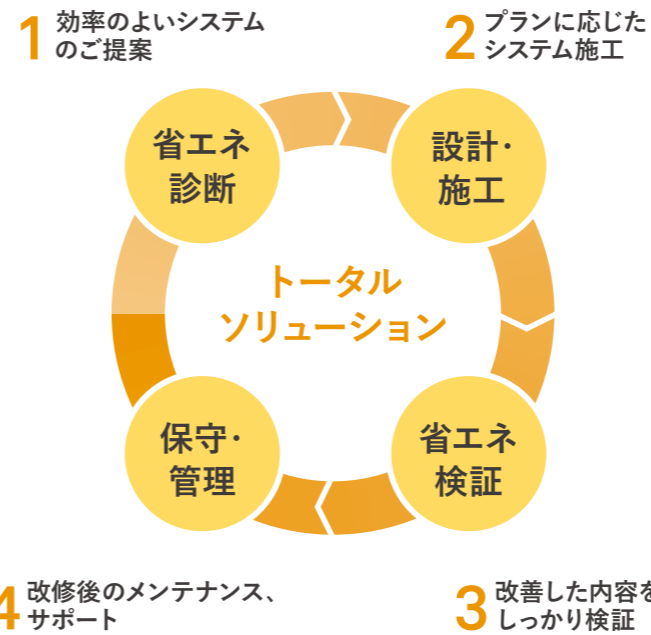 1 効率のよいシステム
のご提案
2 プランに応じた
システム施工
省エネ
診断
設計・
施工
トータル
ソリューション
保守・
管理
省エネ
検証
4 改修後のメンテナンス、
サポート
3 改善した内容を
しっかり検証